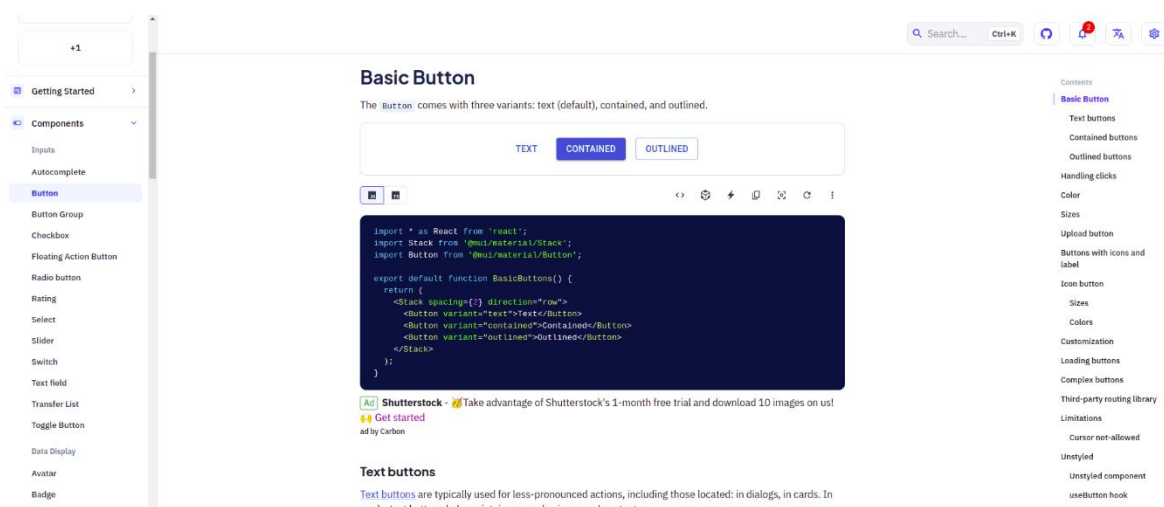 +1
Getting Started
Components
Inputs
Autocomplete
Button
Button Group
Checkbox
Floating Action Button
Radio button
Rating
Select
Slider
Switch
Text field
Transfer List
Toggle Button
Data Display
Avatar
Badge
Search...
Ctrl+K
2
Basic Button
The Button comes with three variants: text (default), contained, and outlined.
TEXT
CONTAINED
OUTLINED
import * as React from 'react';
import Stack from '@mui/material/Stack';
import Button from '@mui/material/Button';
export default function BasicButtons() {
return (
<Stack spacing={2} direction="row">
<Button variant="text">Text</Button>
<Button variant="contained">Contained</Button>
<Button variant="outlined">Outlined</Button>
</Stack>
);
}
Ad Shutterstock - 🥳Take advantage of Shutterstock's 1-month free trial and download 10 images on us!
🙌 Get started
ad by Carbon
Text buttons
Text buttons are typically used for less-pronounced actions, including those located: in dialogs, in cards. In
Contents
Basic Button
Text buttons
Contained buttons
Outlined buttons
Handling clicks
Color
Sizes
Upload button
Buttons with icons and
label
Icon button
Sizes
Colors
Customization
Loading buttons
Complex buttons
Third-party routing library
Limitations
Cursor not-allowed
Unstyled
Unstyled component
useButton hook